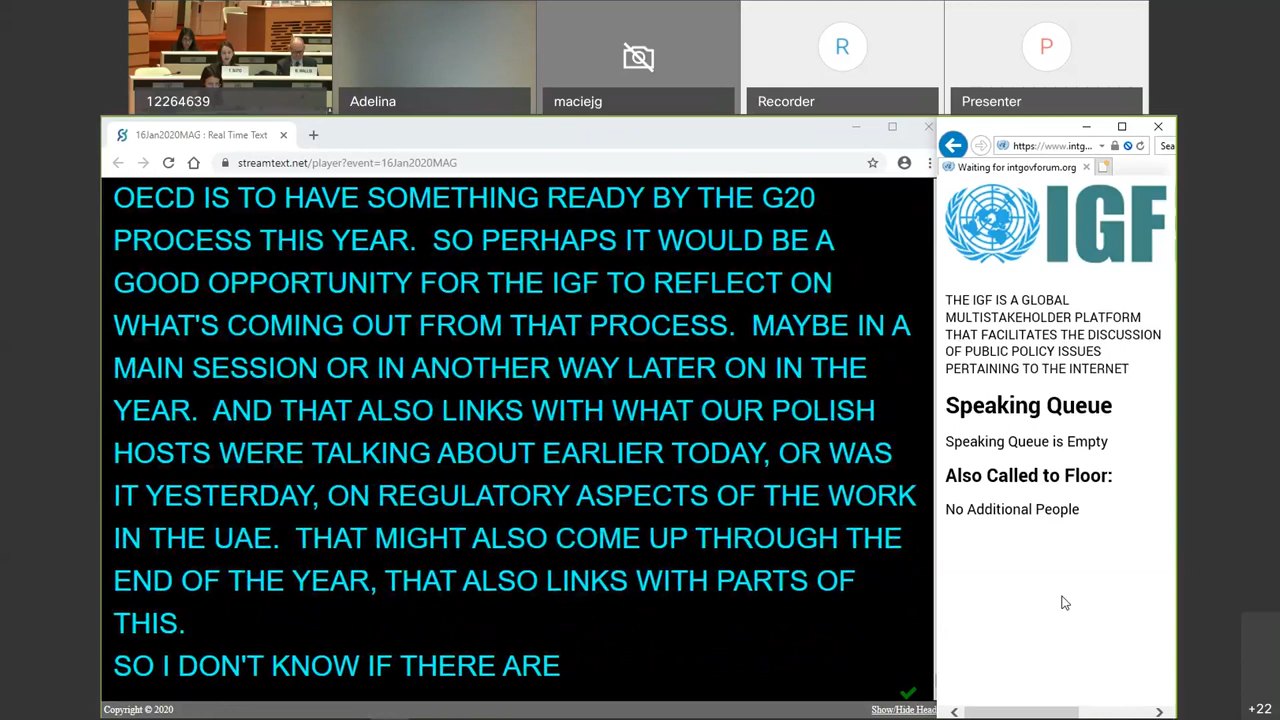 T. SUTO
R. WALLIS
12264639
Adelina
maciejg
R
Recorder
P
Presenter
16Jan2020MAG : Real Time Text
streamtext.net/player?event=16Jan2020MAG
OECD IS TO HAVE SOMETHING READY BY THE G20
PROCESS THIS YEAR.  SO PERHAPS IT WOULD BE A
GOOD OPPORTUNITY FOR THE IGF TO REFLECT ON
WHAT'S COMING OUT FROM THAT PROCESS.  MAYBE IN A
MAIN SESSION OR IN ANOTHER WAY LATER ON IN THE
YEAR.  AND THAT ALSO LINKS WITH WHAT OUR POLISH
HOSTS WERE TALKING ABOUT EARLIER TODAY, OR WAS
IT YESTERDAY, ON REGULATORY ASPECTS OF THE WORK
IN THE UAE.  THAT MIGHT ALSO COME UP THROUGH THE
END OF THE YEAR, THAT ALSO LINKS WITH PARTS OF
THIS.
SO I DON'T KNOW IF THERE ARE
Copyright © 2020
Show/Hide Head
https://www.intg...
Sea
Waiting for intgovforum.org
IGF
THE IGF IS A GLOBAL
MULTISTAKEHOLDER PLATFORM
THAT FACILITATES THE DISCUSSION
OF PUBLIC POLICY ISSUES
PERTAINING TO THE INTERNET
Speaking Queue
Speaking Queue is Empty
Also Called to Floor:
No Additional People
+22